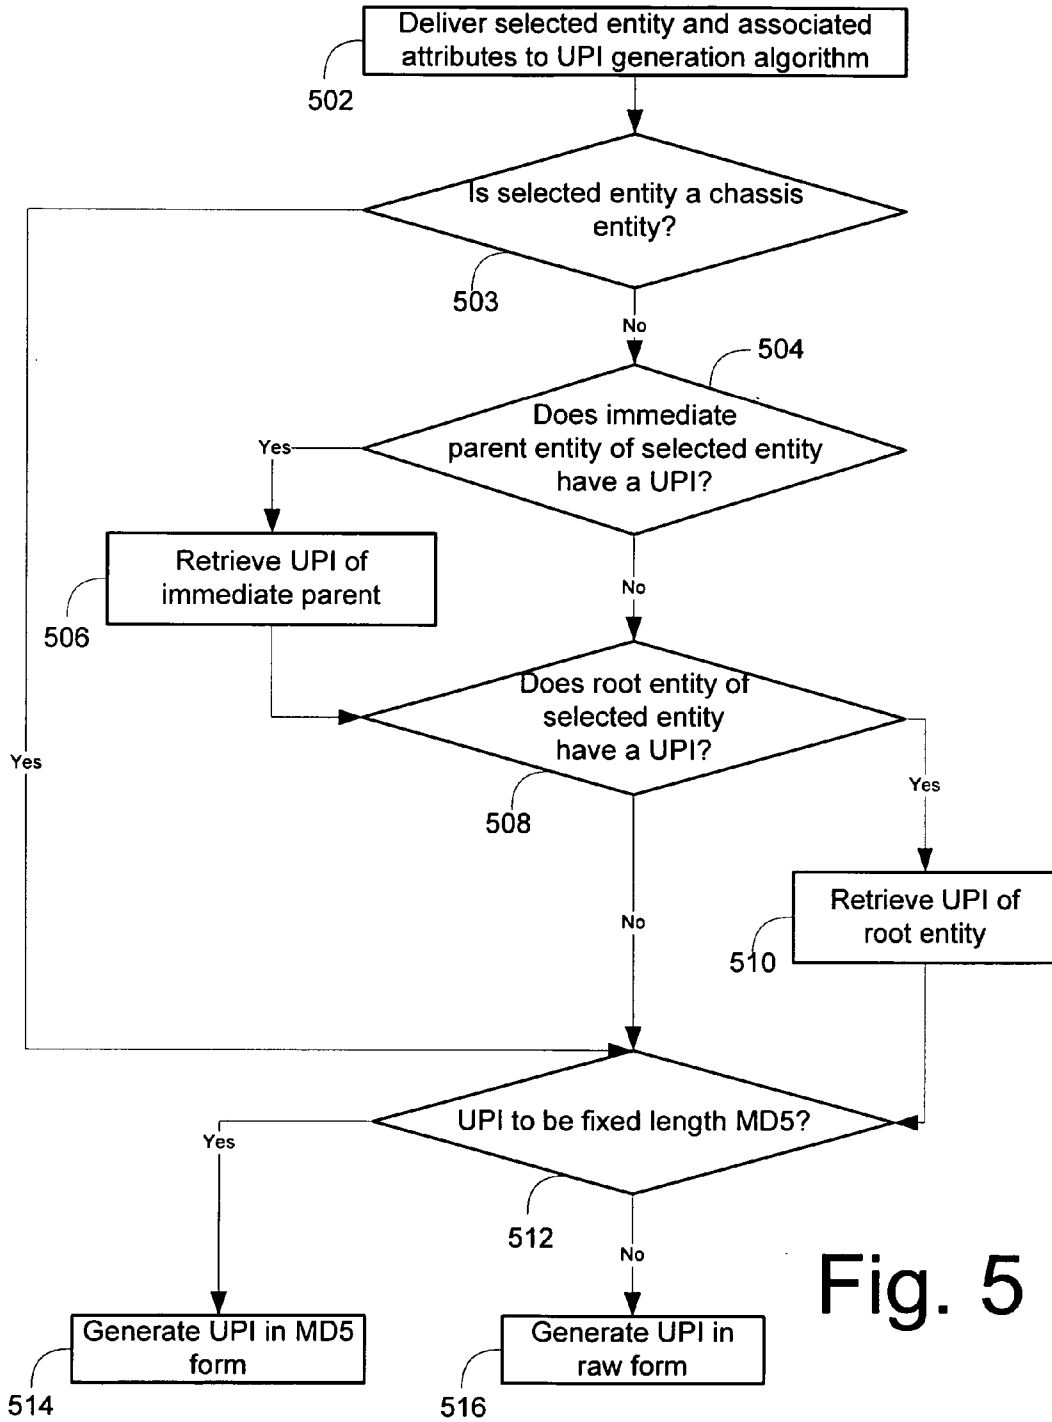 Deliver selected entity and associated
attributes to UPI generation algorithm
502
Is selected entity a chassis
entity?
503
No
504
Does immediate
parent entity of selected entity
have a UPI?
Yes
Retrieve UPI of
immediate parent
506
No
Does root entity of
selected entity
have a UPI?
Yes
508
Yes
Retrieve UPI of
root entity
510
No
UPI to be fixed length MD5?
Yes
512
No
Fig. 5
Generate UPI in MD5
form
514
Generate UPI in
raw form
516